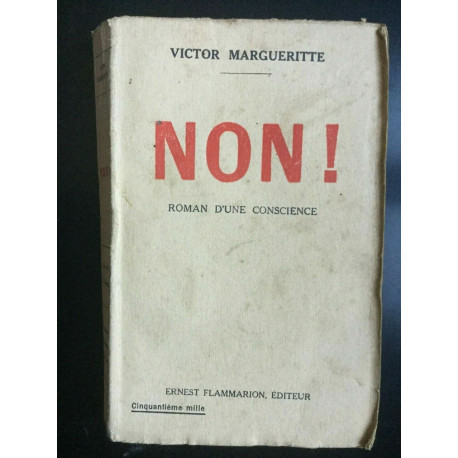 VICTOR MARGUERITTE
NON !
ROMAN D'UNE CONSCIENCE
ERNEST FLAMMARION, ÉDITEUR
Cinquantième mille